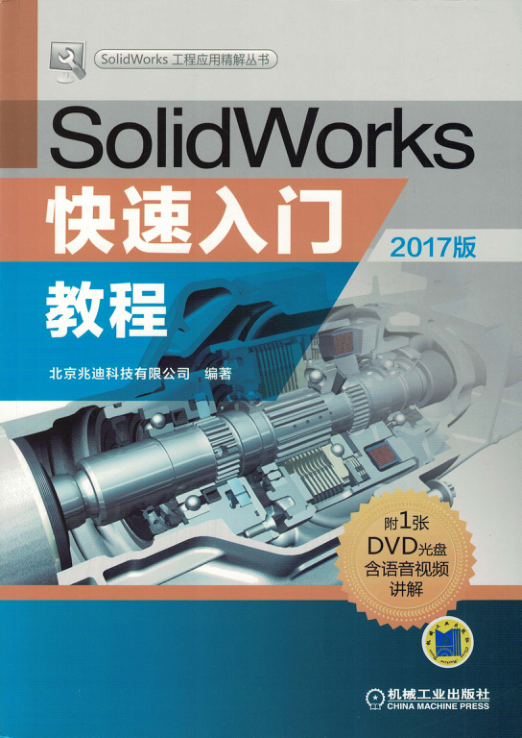 SolidWorks 工程应用精解丛书
SolidWorks
快速入门
教程
2017版
北京兆迪科技有限公司 编著
附1张
DVD光盘
含语音视频
讲解
机械工业出版社
CHINA MACHINE PRESS